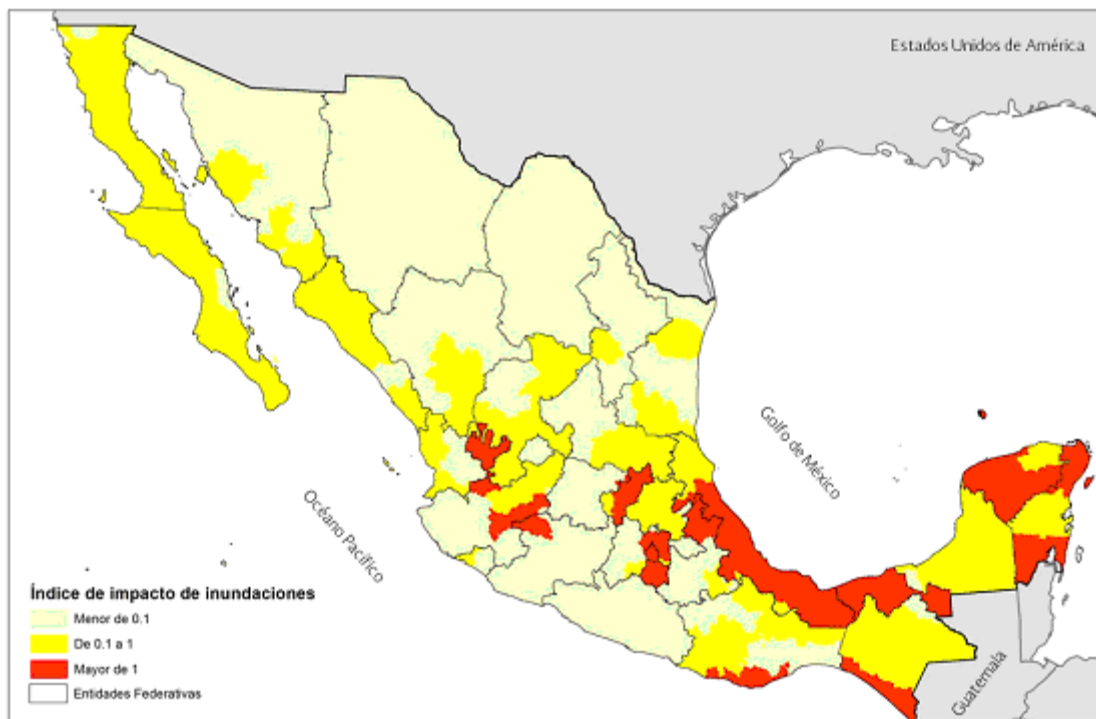 Estados Unidos de América
Golfo de México
Océano Pacífico
Guatemala
Índice de impacto de inundaciones
Menor de 0.1
De 0.1 a 1
Mayor de 1
Entidades Federativas